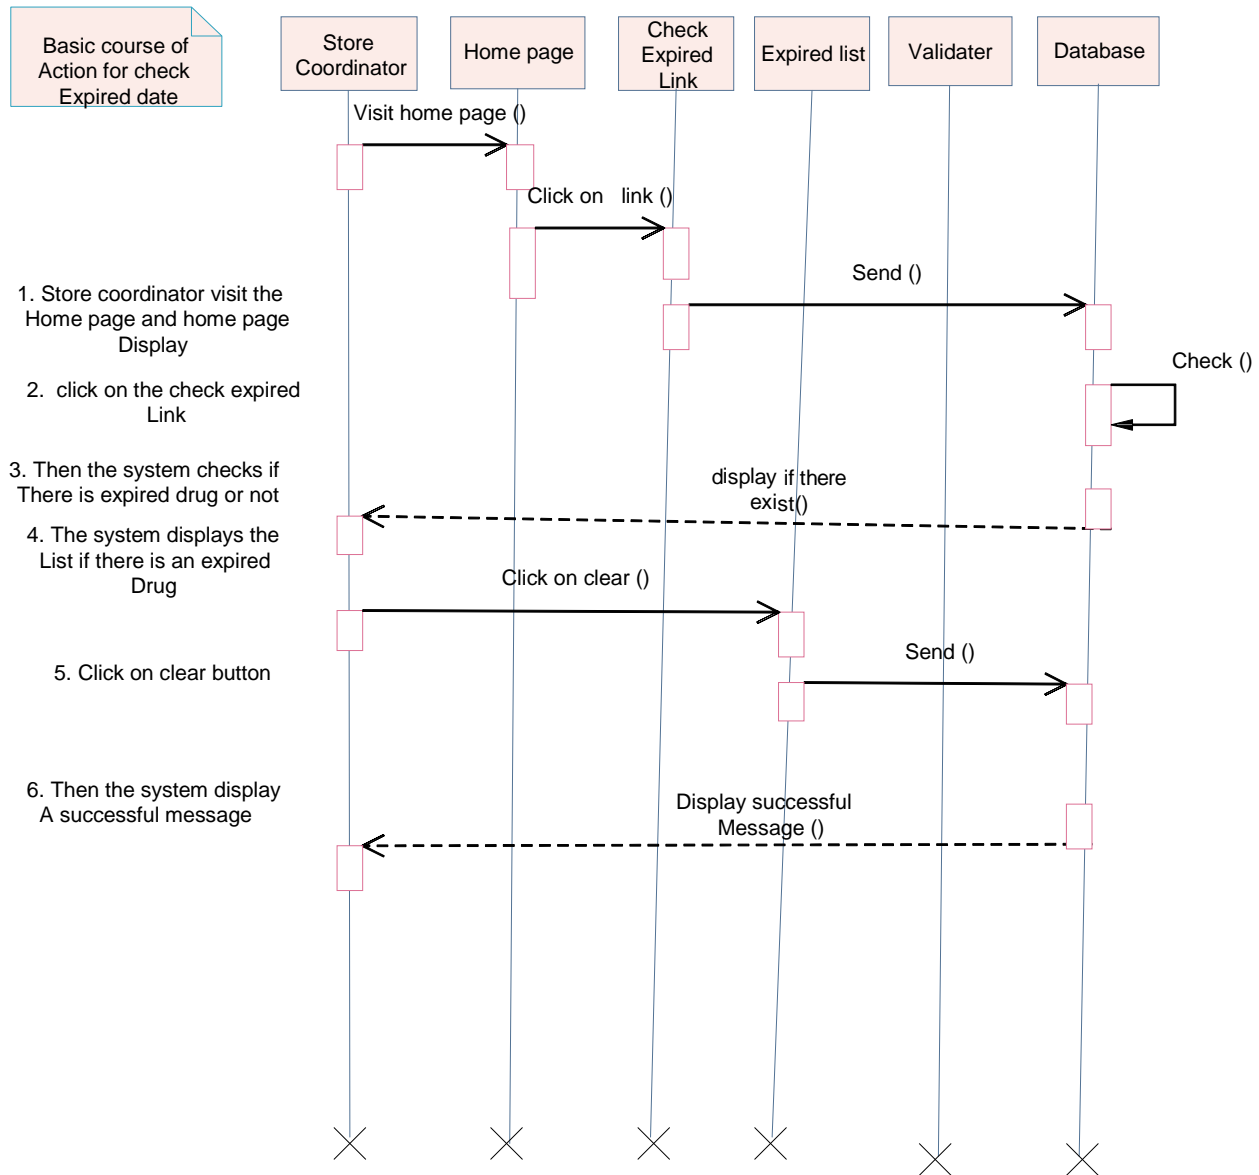 Basic course of
Action for check
Expired date
Store
Coordinator
Home page
Check
Expired
Link
Expired list
Validater
Database
Visit home page ()
Click on   link ()
Send ()
Check ()
1. Store coordinator visit the
Home page and home page
Display
2.  click on the check expired
Link
3. Then the system checks if
There is expired drug or not
display if there
exist()
4. The system displays the
List if there is an expired
Drug
Click on clear ()
Send ()
5. Click on clear button
6. Then the system display
A successful message
Display successful
Message ()